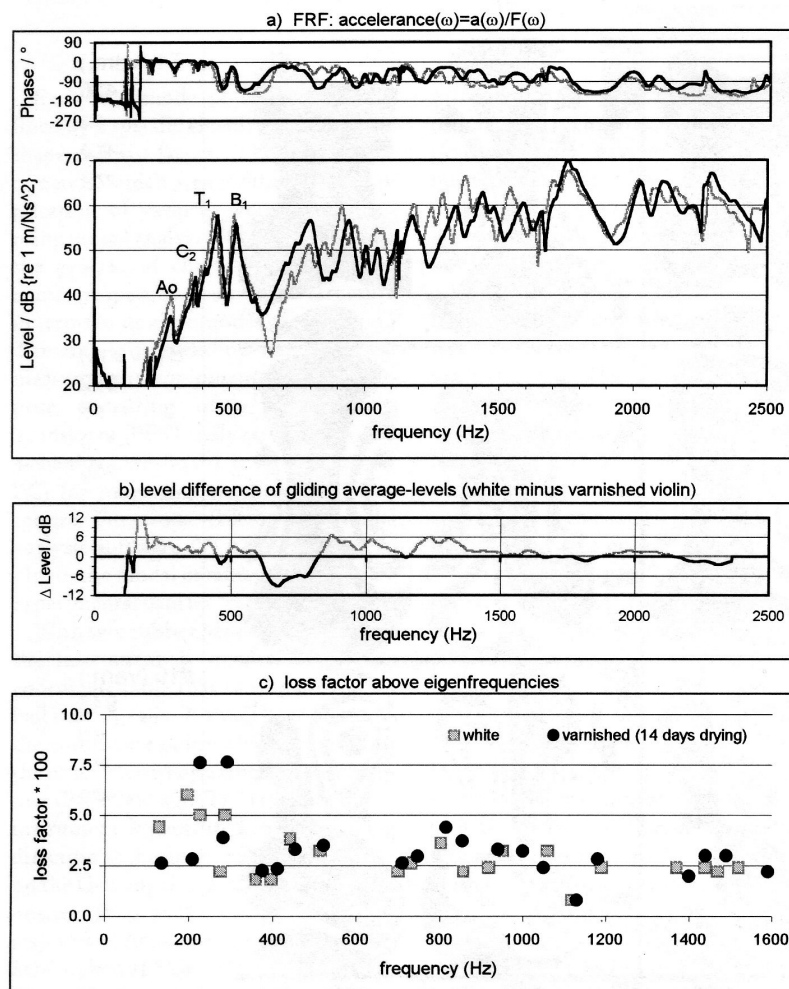 a) FRF: accelerance(ω)=a(ω)/F(ω)
Phase / °
90
0
-90
-180
-270
Level / dB {re 1 m/Ns^2}
70
60
50
40
30
20
T1
B1
C2
Ao
0 500 1000 1500 2000 2500
frequency (Hz)
b) level difference of gliding average-levels (white minus varnished violin)
Δ Level / dB
12
6
0
-6
-12
0 500 1000 1500 2000 2500
frequency (Hz)
c) loss factor above eigenfrequencies
loss factor * 100
10.0
7.5
5.0
2.5
0.0
white varnished (14 days drying)
0 200 400 600 800 1000 1200 1400 1600
frequency (Hz)